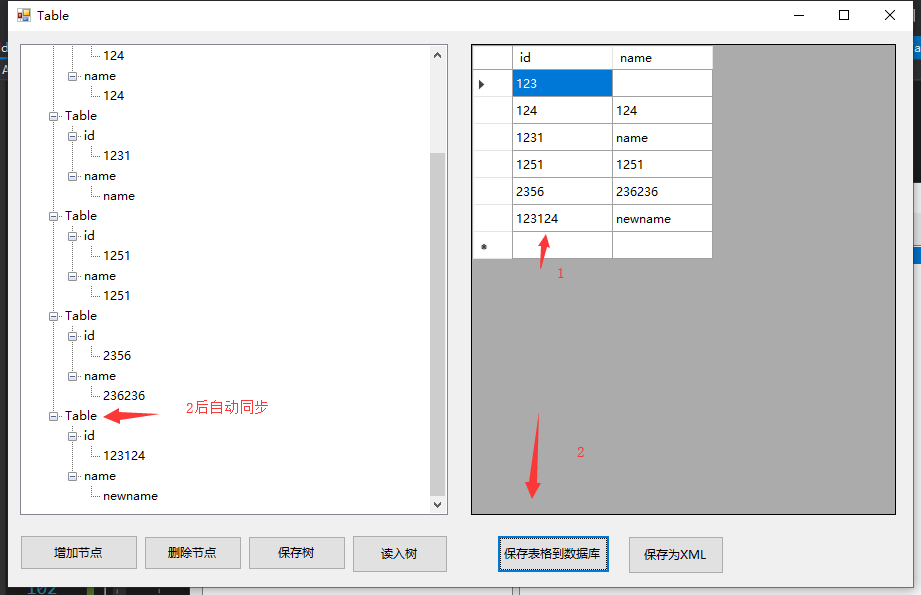 Table
124
name
124
Table
id
1231
name
name
Table
id
1251
name
1251
Table
id
2356
name
236236
Table
2后自动同步
id
123124
name
newname
id name
123
124 124
1231 name
1251 1251
2356 236236
123124 newname
1
2
增加节点 删除节点 保存树 读入树 保存表格到数据库 保存为XML
102